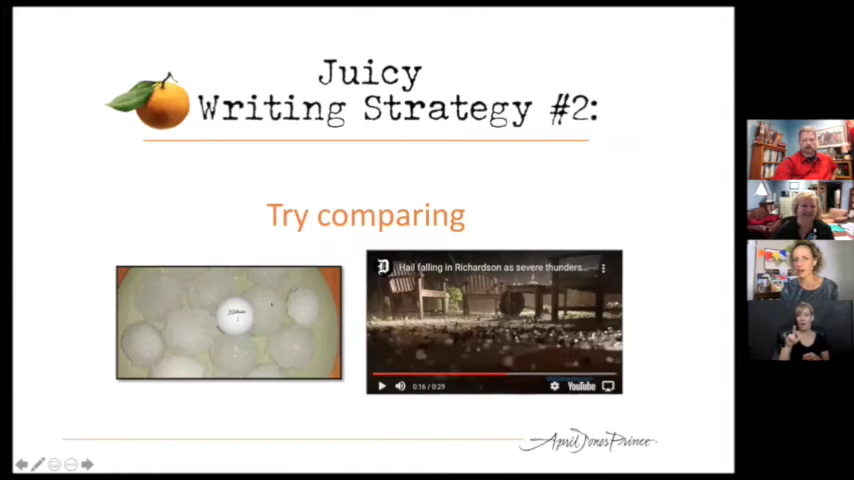 Juicy
Writing Strategy #2:
Try comparing
D
Hail falling in Richardson as severe thunders...
0:16 / 0:29
YouTube
April Jones Prince